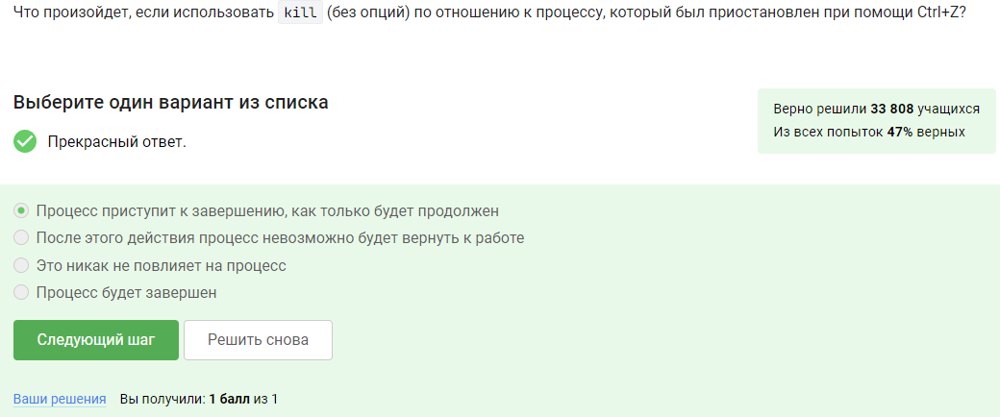 Что произойдет, если использовать kill (без опций) по отношению к процессу, который был приостановлен при помощи Ctrl+Z?
Выберите один вариант из списка
Прекрасный ответ.
Верно решили 33 808 учащихся
Из всех попыток 47% верных
Процесс приступит к завершению, как только будет продолжен
После этого действия процесс невозможно будет вернуть к работе
Это никак не повлияет на процесс
Процесс будет завершен
Следующий шаг
Решить снова
Ваши решения Вы получили: 1 балл из 1